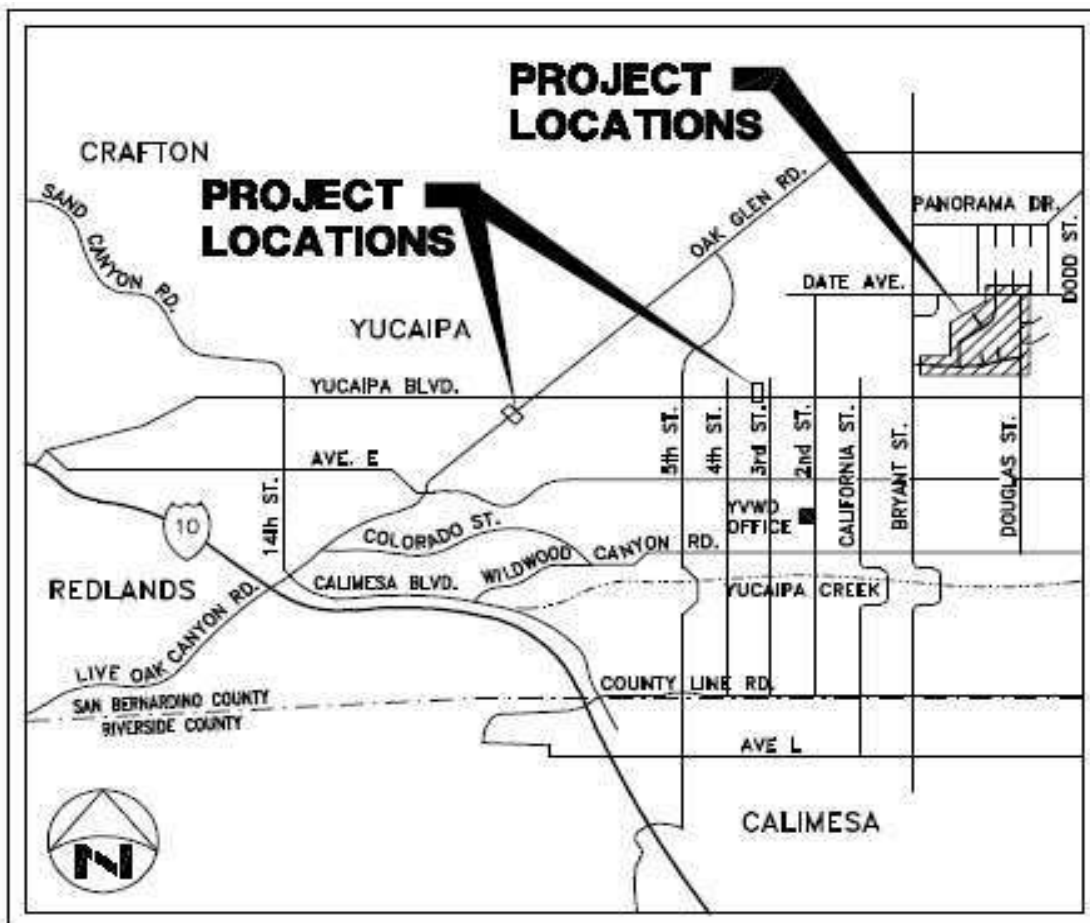 PROJECT
LOCATIONS
CRAFTON
PROJECT
LOCATIONS
SAND
CANYON RD.
OAK GLEN RD.
PANORAMA DR.
DODD ST.
DATE AVE.
YUCAIPA
YUCAIPA BLVD.
AVE. E
14th ST.
5th ST.
4th ST.
3rd ST.
2nd ST.
CALIFORNIA ST.
BRYANT ST.
DOUGLAS ST.
YVWD
OFFICE
10
COLORADO ST.
WILDWOOD CANYON RD.
REDLANDS
CALIMESA BLVD.
YUCAIPA CREEK
LIVE OAK CANYON RD.
COUNTY LINE RD.
SAN BERNARDINO COUNTY
RIVERSIDE COUNTY
AVE L
CALIMESA
N